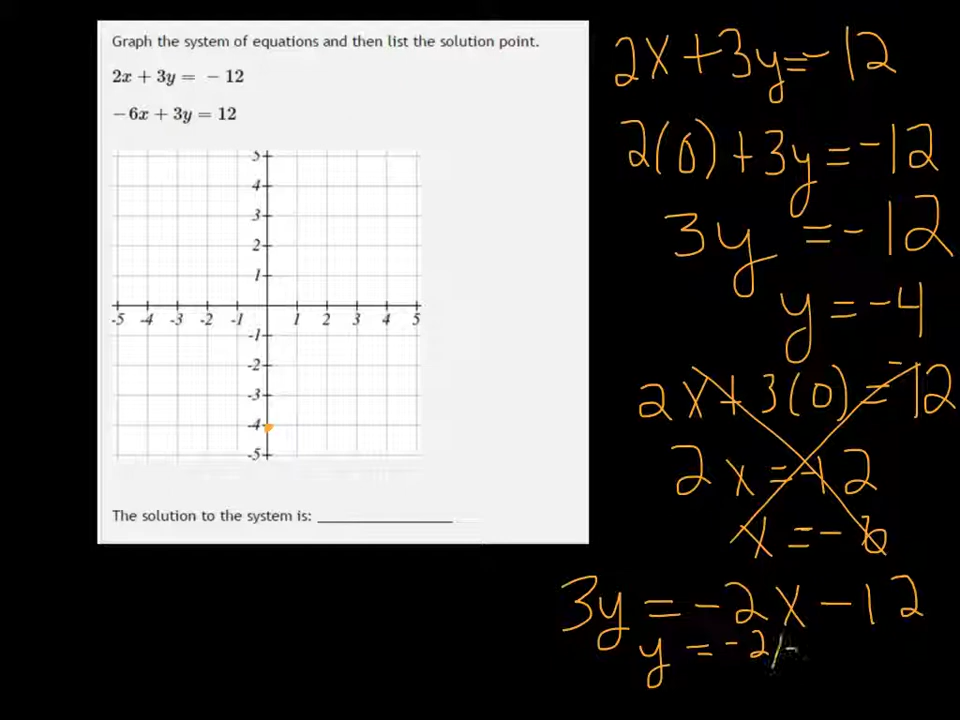 Graph the system of equations and then list the solution point.
2x + 3y = − 12
−6x + 3y = 12
5
4
3
2
1
-5 -4 -3 -2 -1 1 2 3 4 5
-1
-2
-3
-4
-5
The solution to the system is: ________________
2x+3y=-12
2(0)+3y=-12
3y=-12
y=-4
2x+3(0)=-12
2x=-12
x=-6
3y=-2x-12
y=-2/